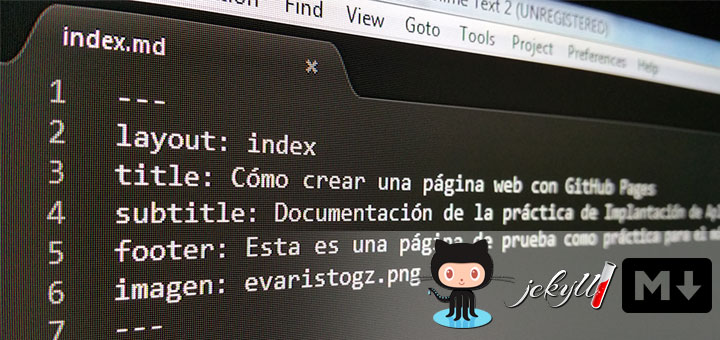 Text 2 (UNREGISTERED)
Find View Goto Tools Project Preferences Help
index.md ×
1 ---
2 layout: index
3 title: Cómo crear una página web con GitHub Pages
4 subtitle: Documentación de la práctica de Implantación de
5 footer: Esta es una página de prueba como práctica para el
6 imagen: evaristogz.png
7 ---
jekyll
M↓